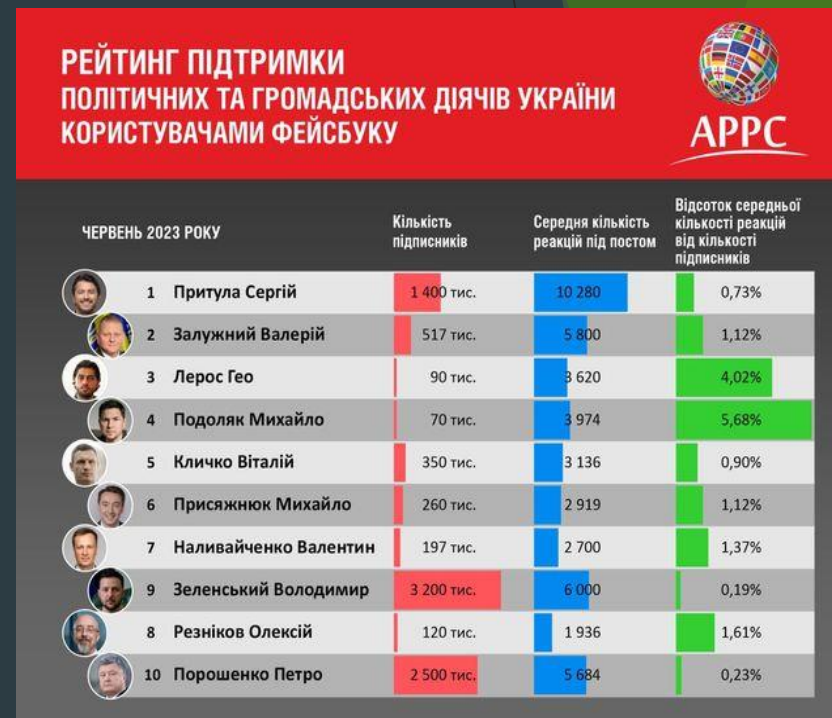 РЕЙТИНГ ПІДТРИМКИ
ПОЛІТИЧНИХ ТА ГРОМАДСЬКИХ ДІЯЧІВ УКРАЇНИ
КОРИСТУВАЧАМИ ФЕЙСБУКУ
APPC
ЧЕРВЕНЬ 2023 РОКУ
Кількість
підписників
Середня кількість
реакцій під постом
Відсоток середньої
кількості реакцій
від кількості
підписників
1 Притула Сергій 1 400 тис. 10 280 0,73%
2 Залужний Валерій 517 тис. 5 800 1,12%
3 Лерос Гео 90 тис. 3 620 4,02%
4 Подоляк Михайло 70 тис. 3 974 5,68%
5 Кличко Віталій 350 тис. 3 136 0,90%
6 Присяжнюк Михайло 260 тис. 2 919 1,12%
7 Наливайченко Валентин 197 тис. 2 700 1,37%
9 Зеленський Володимир 3 200 тис. 6 000 0,19%
8 Резніков Олексій 120 тис. 1 936 1,61%
10 Порошенко Петро 2 500 тис. 5 684 0,23%